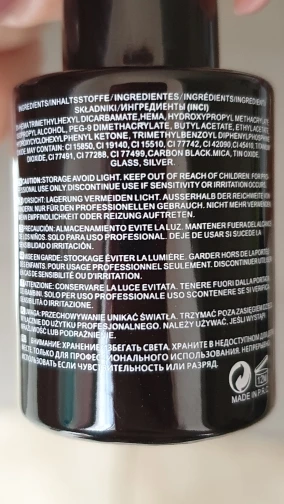 INGREDIENTS/INHALTSSTOFFE/INGREDIENTES/INGRÉDIENTS/INGREDIENTI/
SKŁADNIKI/ИНГРЕДИЕНТЫ (INCI)
DI-HEMA TRIMETHYLHEXYL DICARBAMATE, HEMA, HYDROXYPROPYL METHACRYLATE,
ISOPROPYL ALCOHOL, PEG-9 DIMETHACRYLATE, BUTYL ACETATE, ETHYL ACETATE,
HYDROXYCYCLOHEXYL PHENYL KETONE, TRIMETHYLBENZOYL DIPHENYLPHOSPHINE
OXIDE, MAY CONTAIN: CI 15850, CI 19140, CI 15510, CI 77742, CI 42090, CI 45410, TITANIUM
DIOXIDE, CI 77491, CI 77288, CI 77499, CARBON BLACK, MICA, TIN OXIDE,
GLASS, SILVER.
CAUTION: STORAGE AVOID LIGHT. KEEP OUT OF REACH OF CHILDREN. FOR
PROFESSIONAL USE ONLY. DISCONTINUE USE IF SENSITIVITY OR IRRITATION OCCURS.
VORSICHT: LAGERUNG VERMEIDEN LICHT. AUSSERHALB DER REICHWEITE
NUR FÜR DEN PROFESSIONELLEN GEBRAUCH. NICHT MEHR VERWENDEN
WENN EMPFINDLICHKEIT ODER REIZUNG AUFTRETEN.
PRECAUCIÓN: ALMACENAMIENTO EVITE LA LUZ. MANTENER FUERA DEL ALCANCE
DE LOS NIÑOS. SOLO PARA USO PROFESIONAL. DEJE DE USAR SI SUCEDE LA
SENSIBILIDAD O IRRITACIÓN.
MISE EN GARDE: STOCKAGE ÉVITER LA LUMIÈRE. GARDER HORS DE LA PORTÉE
DES ENFANTS. POUR USAGE PROFESSIONNEL SEULEMENT. DISCONTINUER
CAS DE SENSIBILITÉ OU D'IRRITATION.
ATTENZIONE: CONSERVARE LA LUCE EVITATA. TENERE FUORI DALLA PORTATA
SOLO PER USO PROFESSIONALE USO SCONTENERE SE SI VERIFICA
SENSIBILITÀ O IRRITAZIONE.
UWAGA: PRZECHOWYWANIE UNIKAĆ ŚWIATŁA. TRZYMAĆ POZA ZASIĘGIEM
WYŁĄCZNIE DO UŻYTKU PROFESJONALNEGO. NALEŻY UŻYWAĆ, JEŚLI WYSTĄPI
WRAŻLIWOŚĆ LUB PODRAŻNIENIE.
ВНИМАНИЕ: ХРАНЕНИЕ ИЗБЕГАТЬ СВЕТА. ХРАНИТЕ В НЕДОСТУПНОМ ДЛЯ
МЕСТЕ, ТОЛЬКО ДЛЯ ПРОФЕССИОНАЛЬНОГО ИСПОЛЬЗОВАНИЯ.
ИСПОЛЬЗОВАТЬ ЕСЛИ ЧУВСТВИТЕЛЬНОСТЬ ИЛИ РАЗДРАЖ.
12M
MADE IN P.R.C